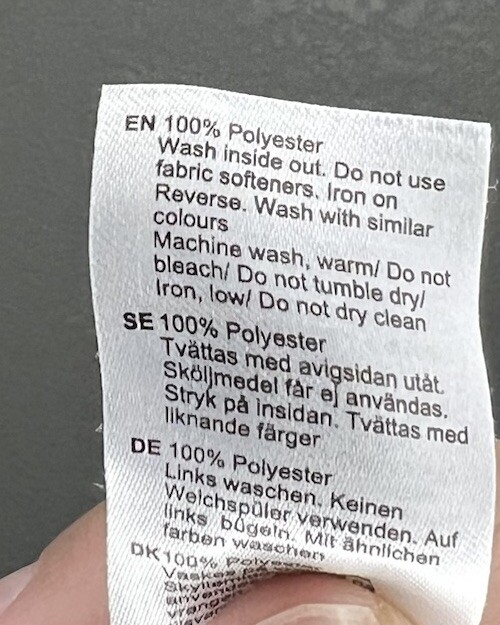 EN 100% Polyester
Wash inside out. Do not use
fabric softeners. Iron on
Reverse. Wash with similar
colours
Machine wash, warm/ Do not
bleach/ Do not tumble dry/
Iron, low/ Do not dry clean
SE 100% Polyester
Tvättas med avigsidan utåt.
Sköljmedel får ej användas.
Stryk på insidan. Tvättas med
liknande färger
DE 100% Polyester
Links waschen. Keinen
Weichspüler verwenden. Auf
links bügeln. Mit ähnlichen
farben waschen
DK 100% Polyester